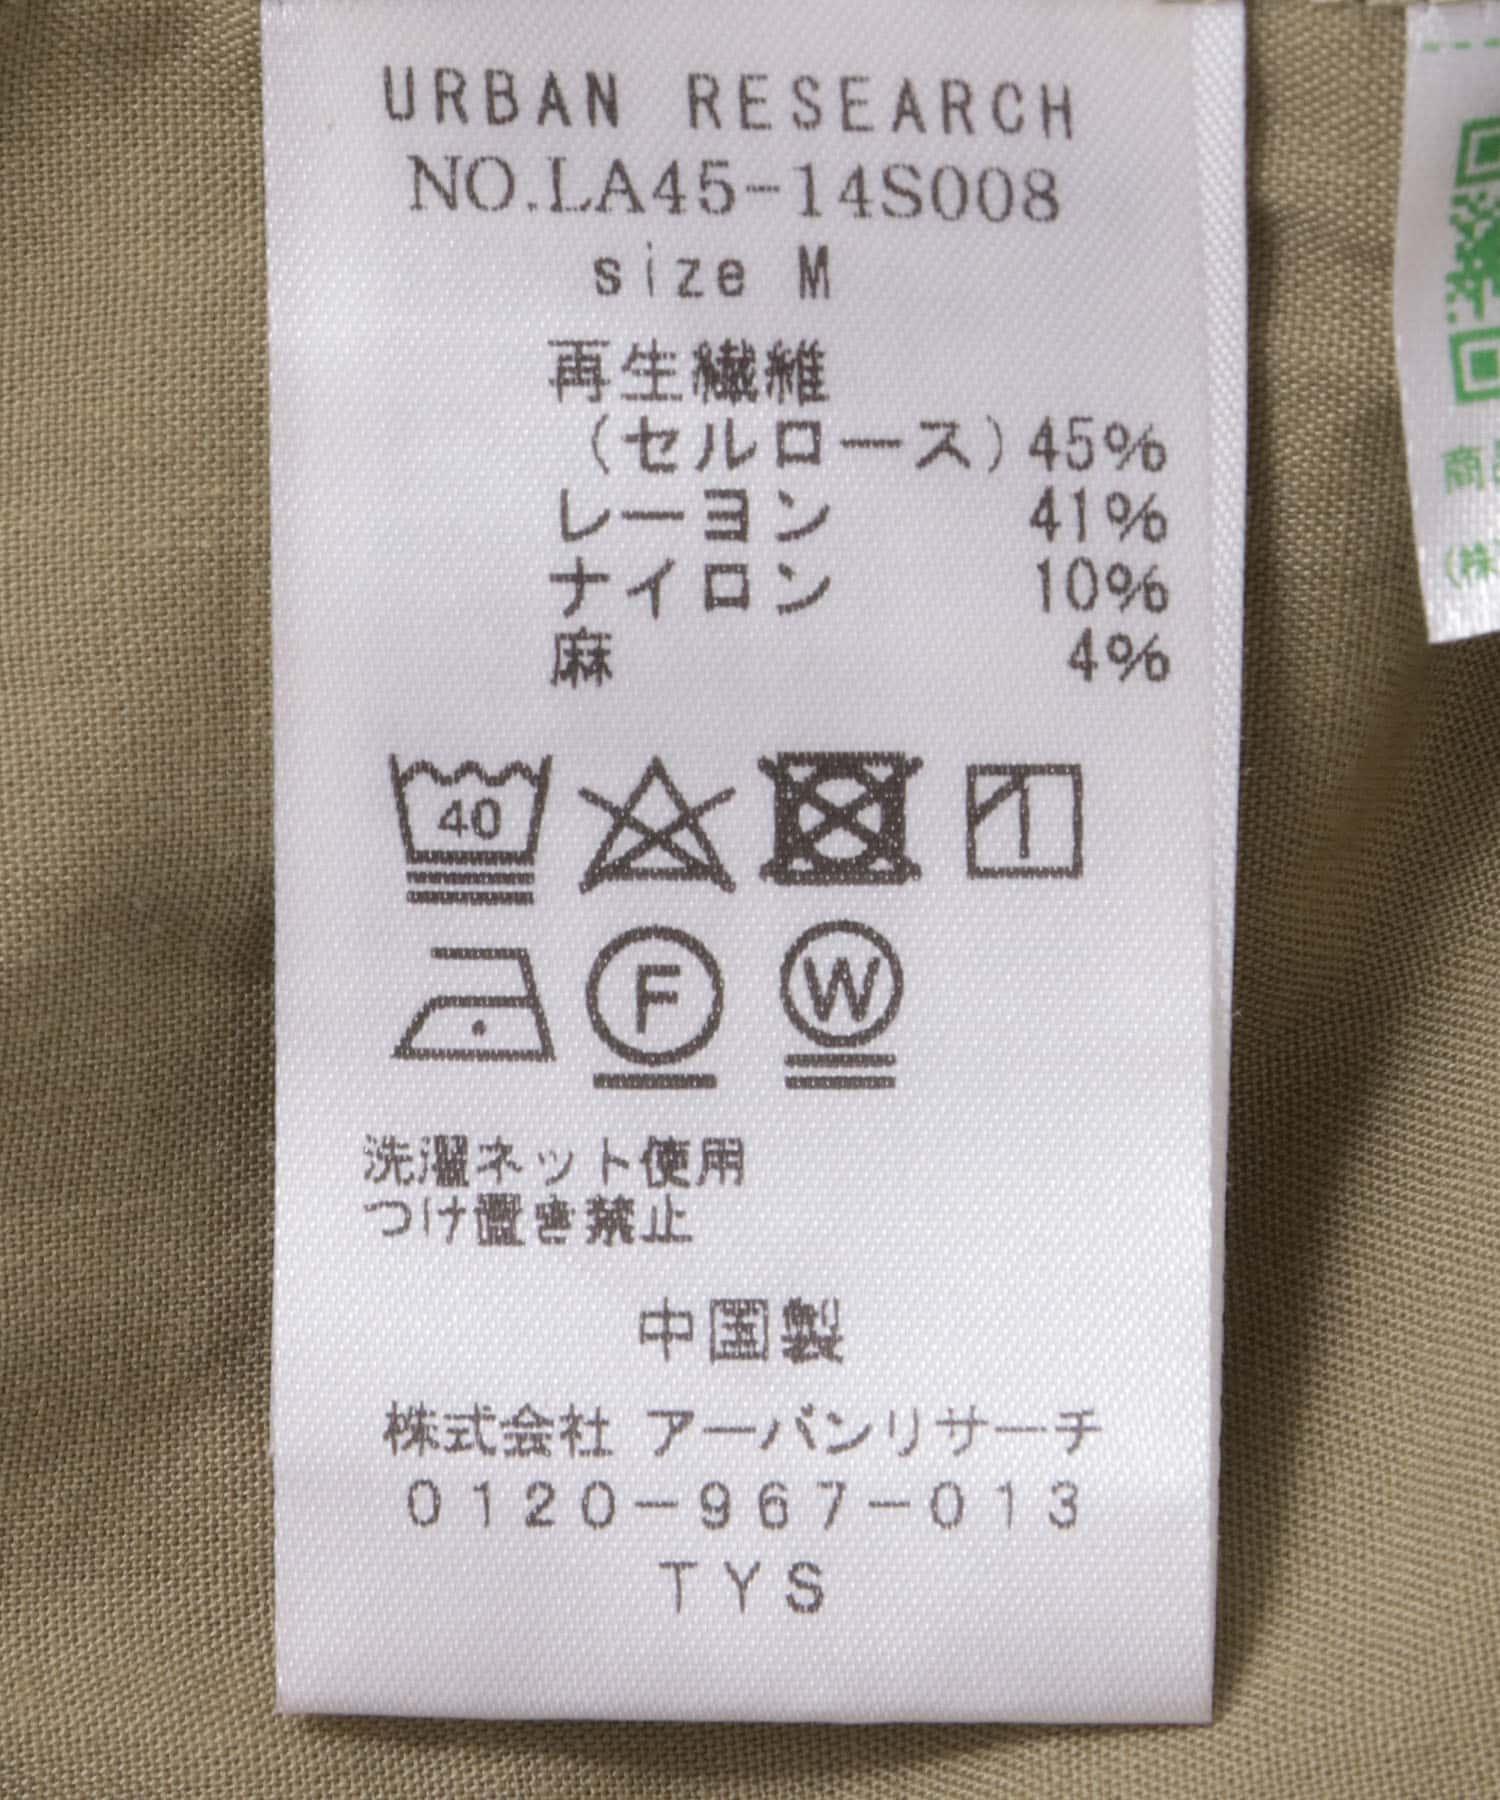 URBAN RESEARCH
NO.LA45-14S008
size M
再生繊維
(セルロース) 45%
レーヨン 41%
ナイロン 10%
麻 4%
40
F
W
洗濯ネット使用
つけ置き禁止
中国製
株式会社 アーバンリサーチ
0120-967-013
TYS
商
(株